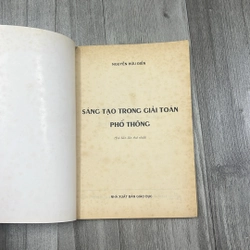 NGUYỄN HỮU ĐIỂN
SÁNG TẠO TRONG GIẢI TOÁN
PHỔ THÔNG
NHÀ XUẤT BẢN GIÁO DỤC